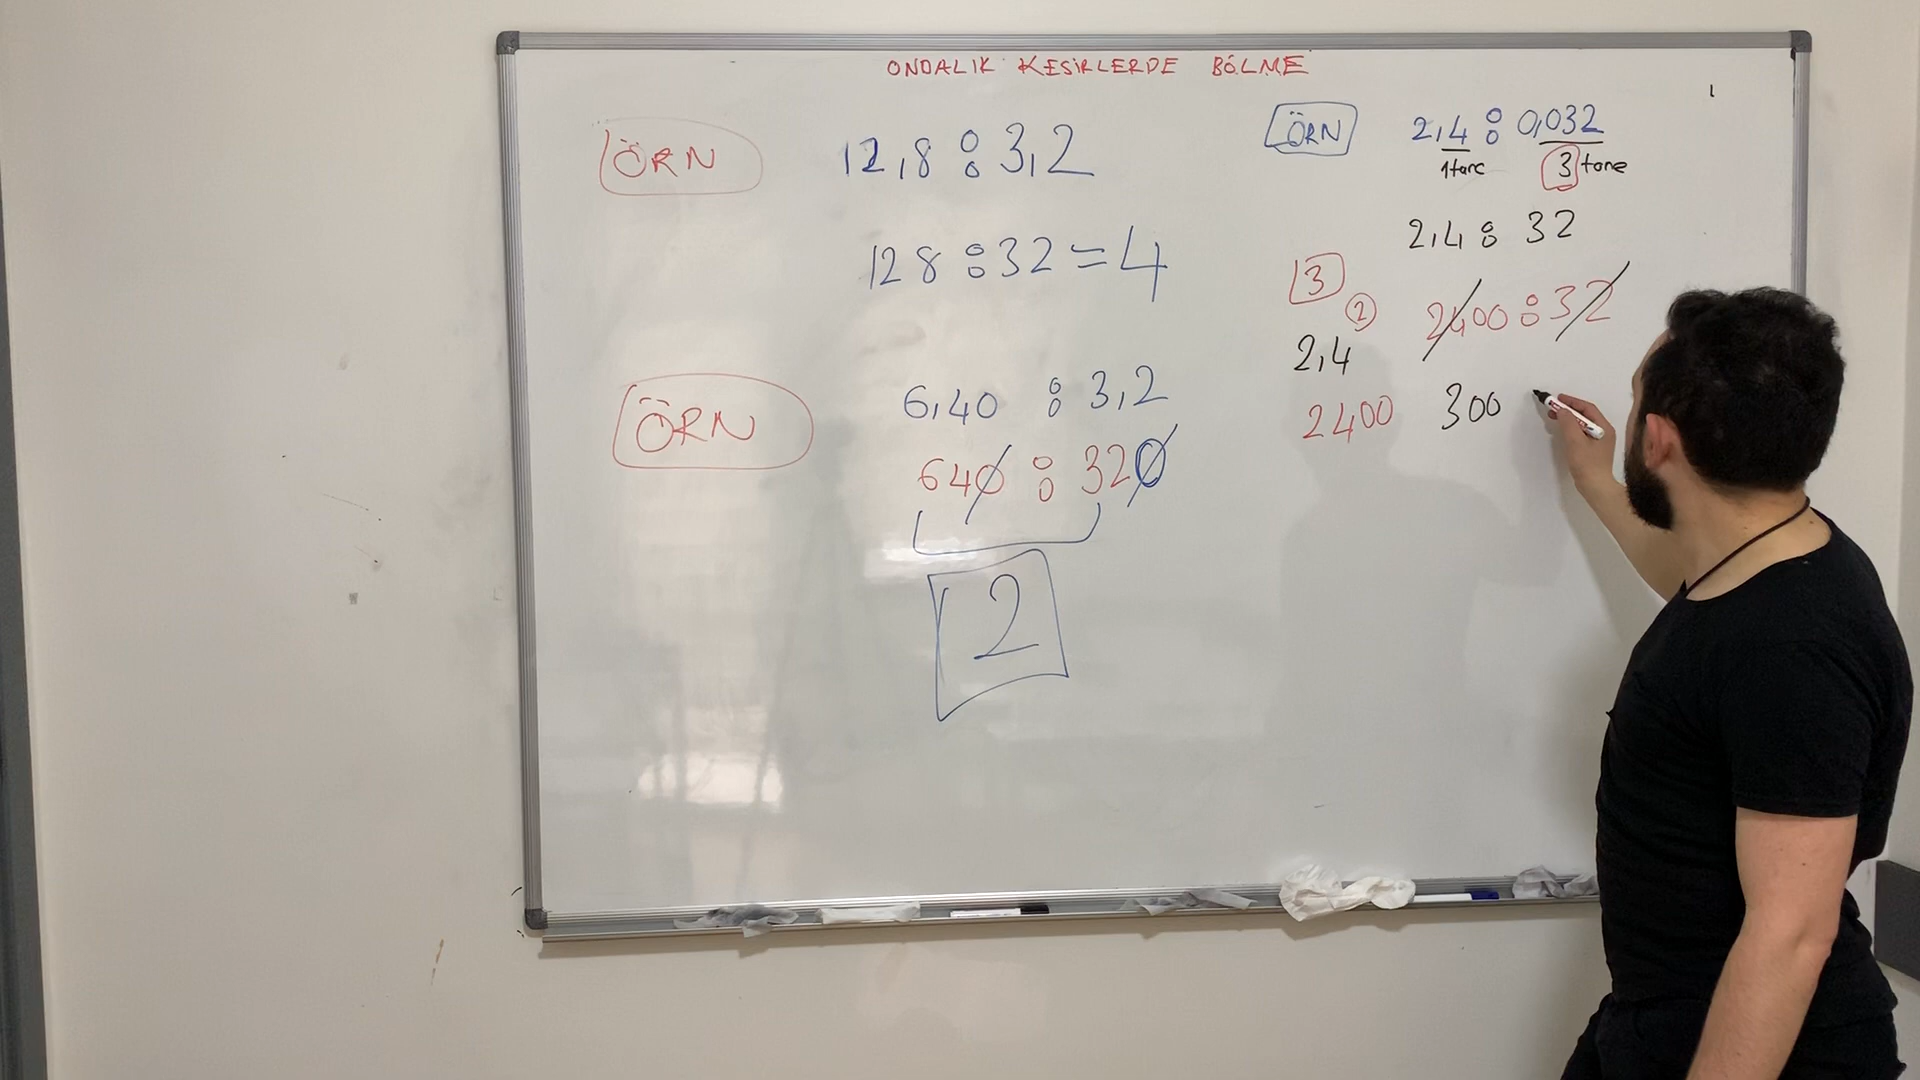 ONDALIK KESİRLERDE BÖLME
ÖRN 12,8 : 3,2
128 : 32 = 4
ÖRN 6,40 : 3,2
640 : 320
2
ÖRN 2,4 : 0,032
1 tane 3 tane
2,4 : 32
3
2 2400 : 32
2,4
2400 300